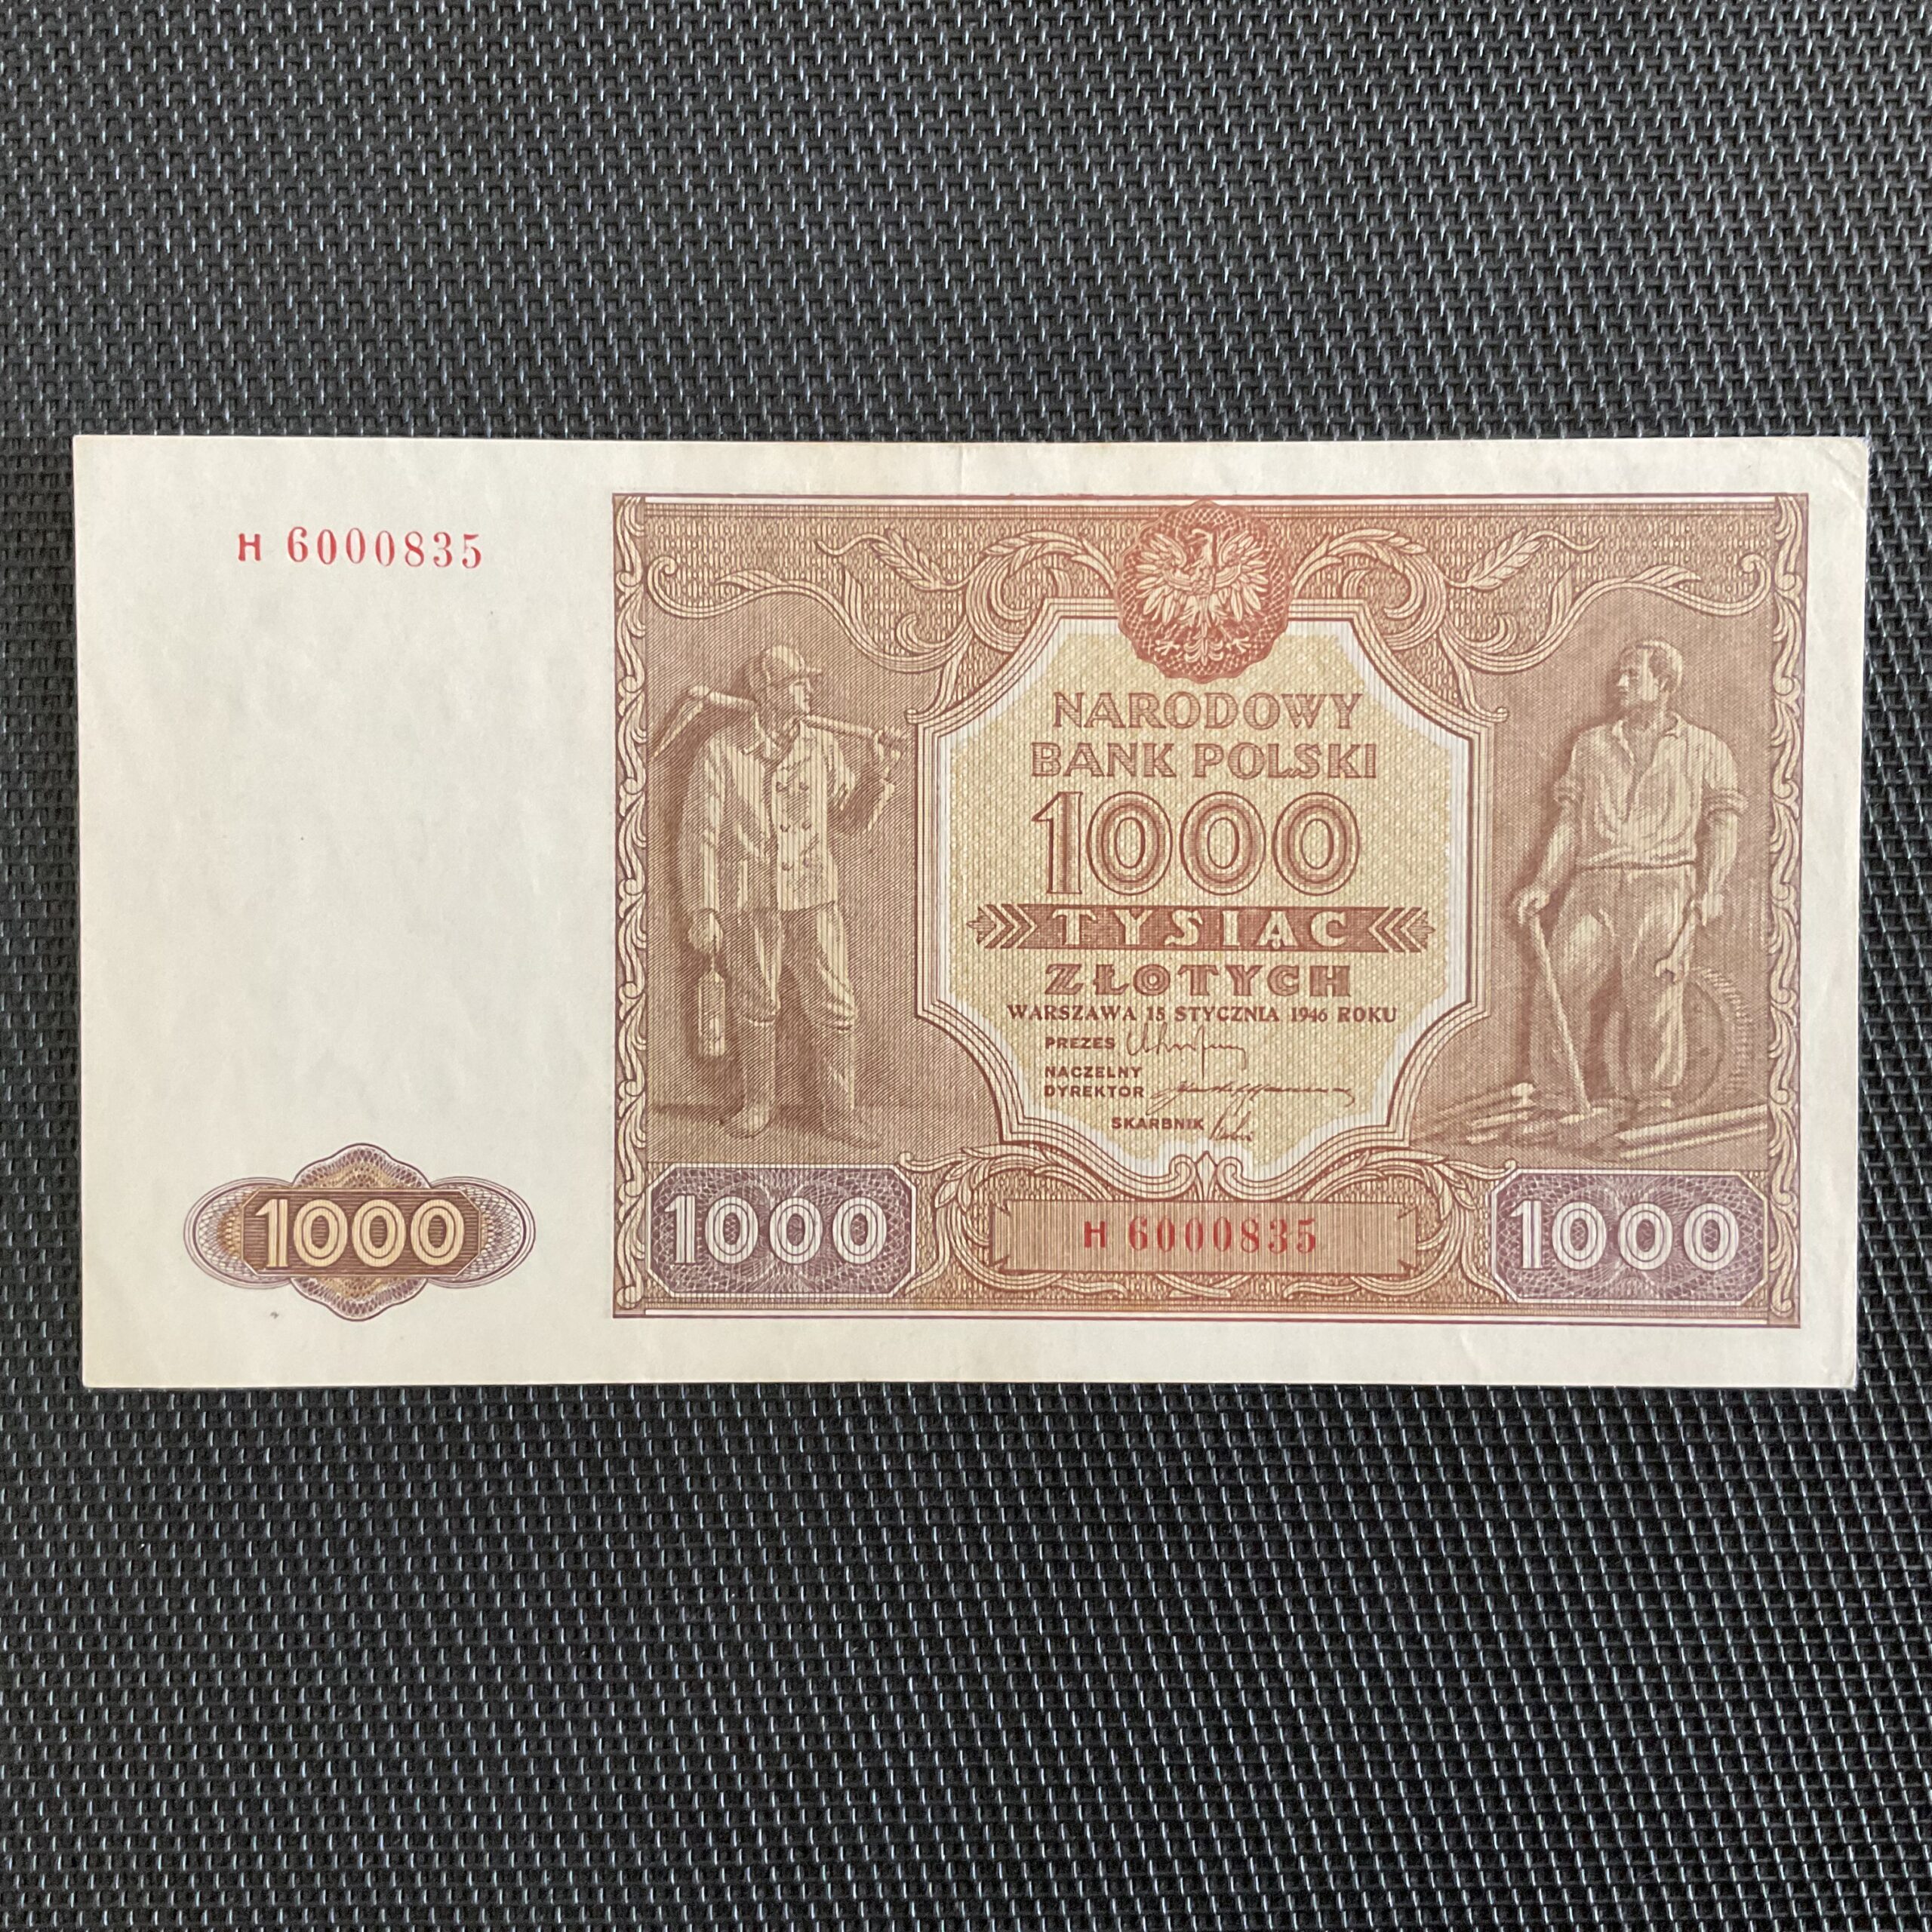 H 6000835
NARODOWY
BANK POLSKI
1000
TYSIĄC
ZŁOTYCH
WARSZAWA 15 STYCZNIA 1946 ROKU
PREZES
NACZELNY
DYREKTOR
SKARBNIK
1000
1000
H 6000835
1000